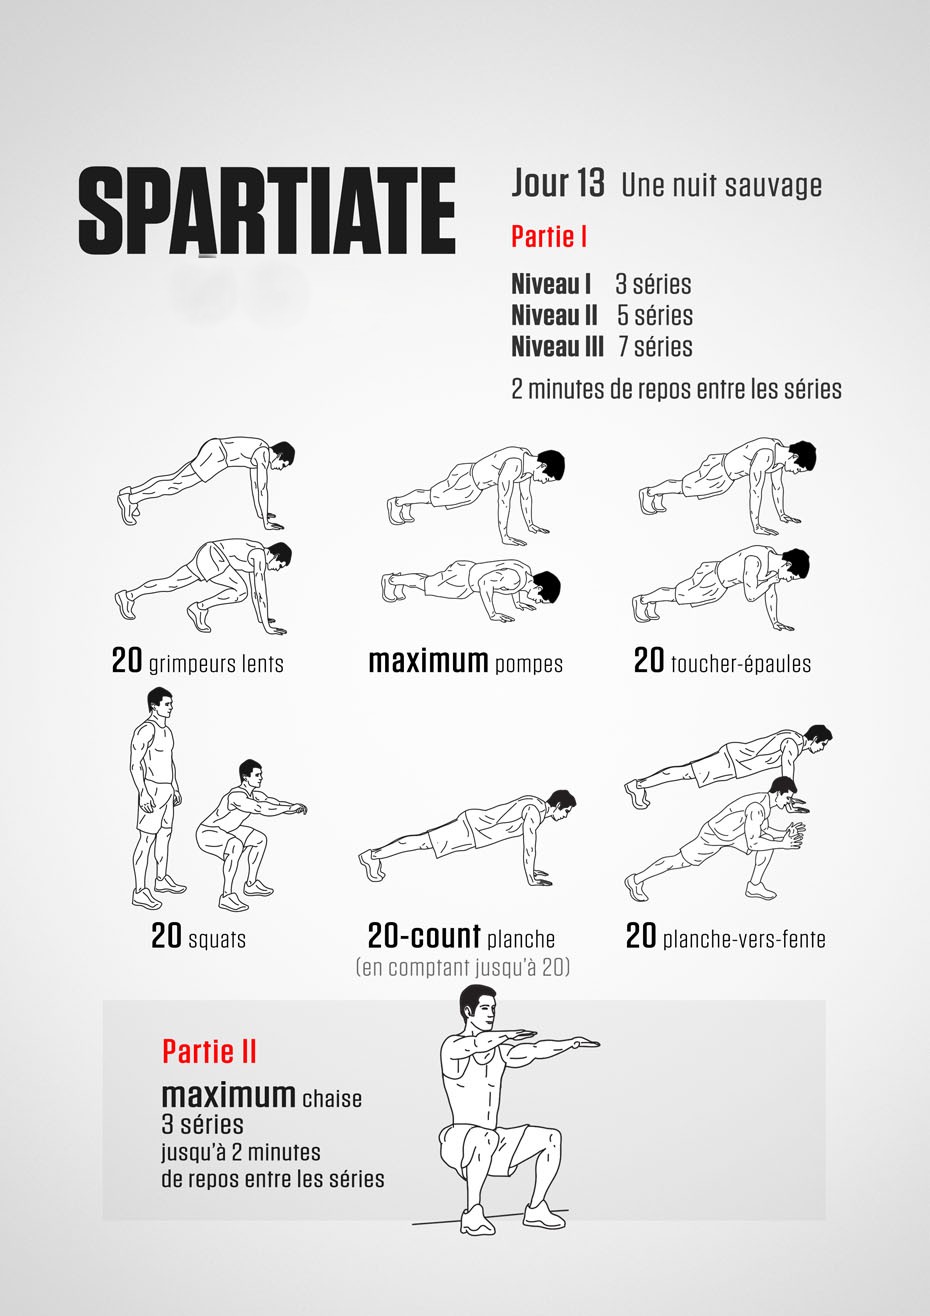 SPARTIATE
Jour 13 Une nuit sauvage
Partie I
Niveau I 3 séries
Niveau II 5 séries
Niveau III 7 séries
2 minutes de repos entre les séries
20 grimpeurs lents
maximum pompes
20 toucher-épaules
20 squats
20-count planche
(en comptant jusqu'à 20)
20 planche-vers-fente
Partie II
maximum chaise
3 séries
jusqu'à 2 minutes
de repos entre les séries